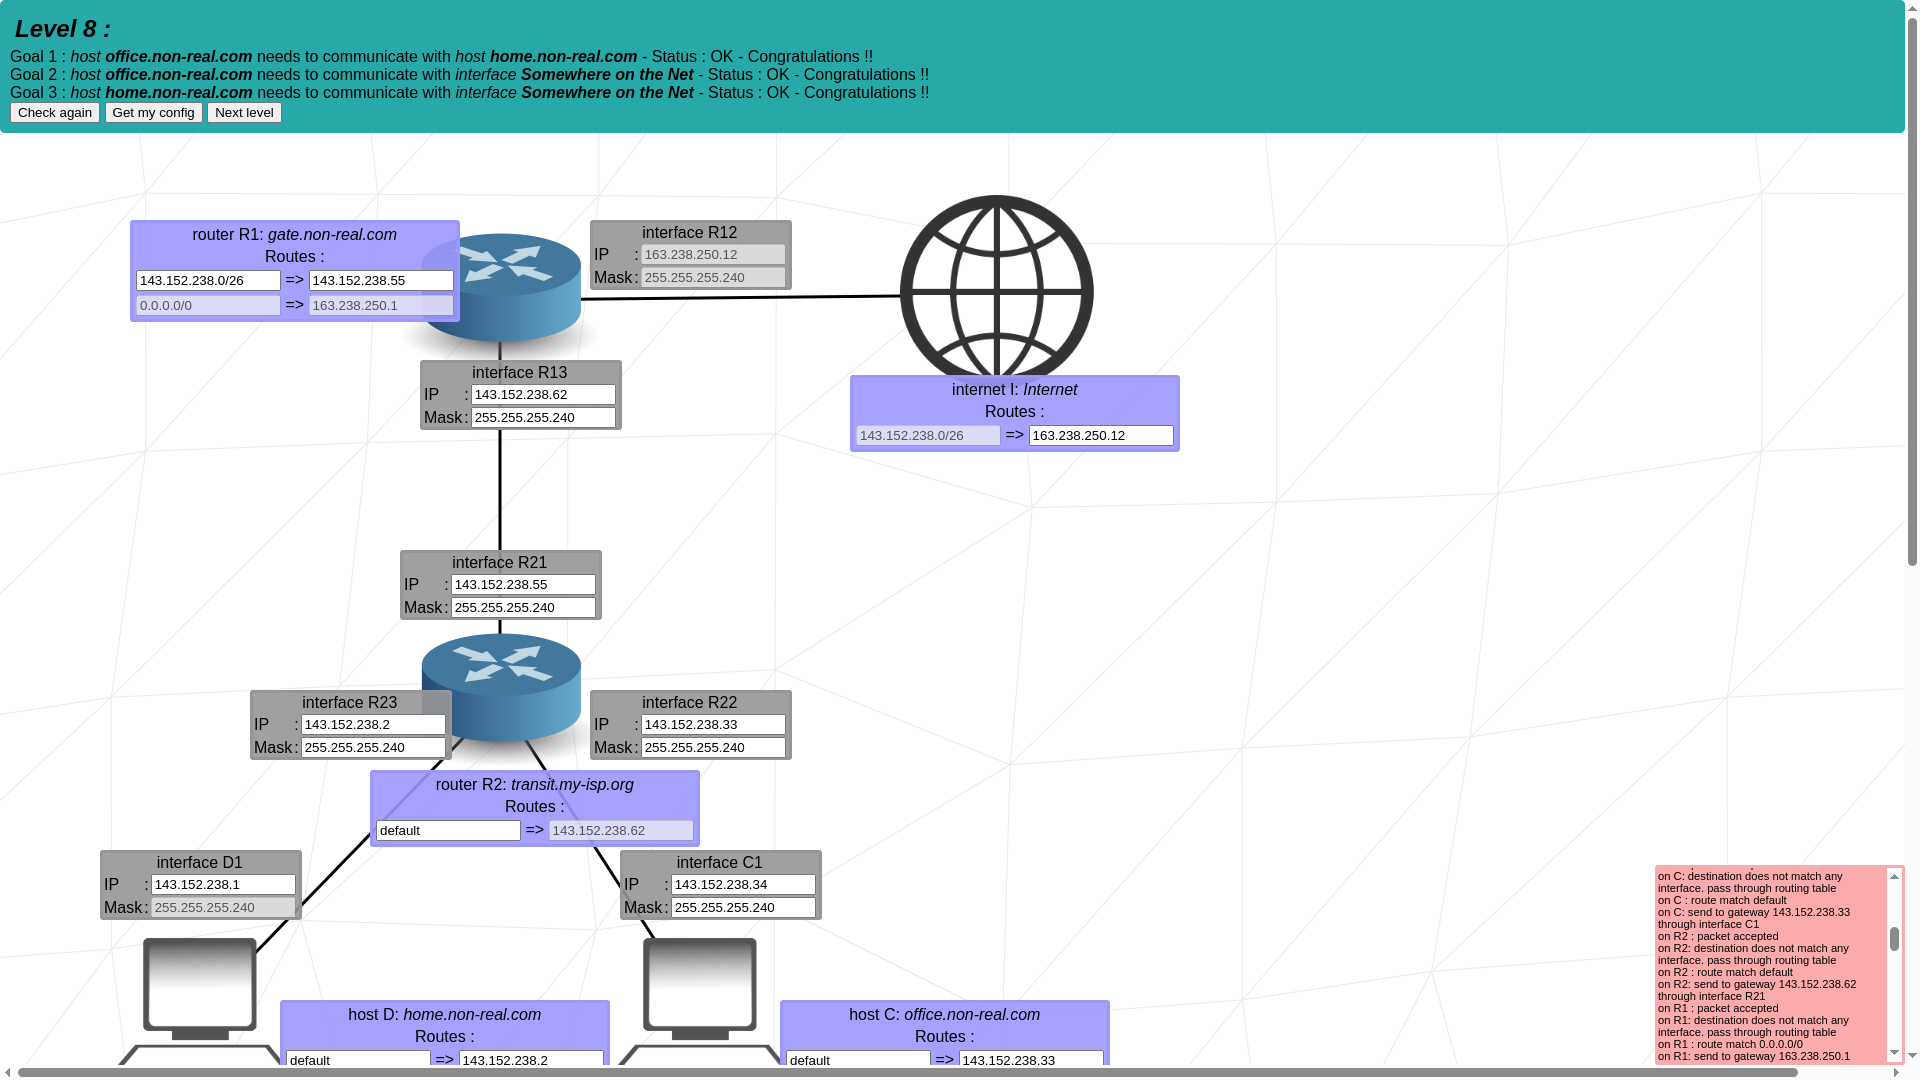 Level 8 :
Goal 1 : host office.non-real.com needs to communicate with host home.non-real.com - Status : OK - Congratulations !!
Goal 2 : host office.non-real.com needs to communicate with interface Somewhere on the Net - Status : OK - Congratulations !!
Goal 3 : host home.non-real.com needs to communicate with interface Somewhere on the Net - Status : OK - Congratulations !!
Check again Get my config Next level
router R1: gate.non-real.com
Routes :
143.152.238.0/26 => 143.152.238.55
0.0.0.0/0 => 163.238.250.1
interface R12
IP : 163.238.250.12
Mask : 255.255.255.240
interface R13
IP : 143.152.238.62
Mask : 255.255.255.240
internet I: Internet
Routes :
143.152.238.0/26 => 163.238.250.12
interface R21
IP : 143.152.238.55
Mask : 255.255.255.240
interface R23
IP : 143.152.238.2
Mask : 255.255.255.240
interface R22
IP : 143.152.238.33
Mask : 255.255.255.240
router R2: transit.my-isp.org
Routes :
default => 143.152.238.62
interface D1
IP : 143.152.238.1
Mask : 255.255.255.240
interface C1
IP : 143.152.238.34
Mask : 255.255.255.240
host D: home.non-real.com
Routes :
default => 143.152.238.2
host C: office.non-real.com
Routes :
default => 143.152.238.33
on C: destination does not match any
interface. pass through routing table
on C : route match default
on C: send to gateway 143.152.238.33
through interface C1
on R2 : packet accepted
on R2: destination does not match any
interface. pass through routing table
on R2 : route match default
on R2: send to gateway 143.152.238.62
through interface R21
on R1 : packet accepted
on R1: destination does not match any
interface. pass through routing table
on R1 : route match 0.0.0.0/0
on R1: send to gateway 163.238.250.1